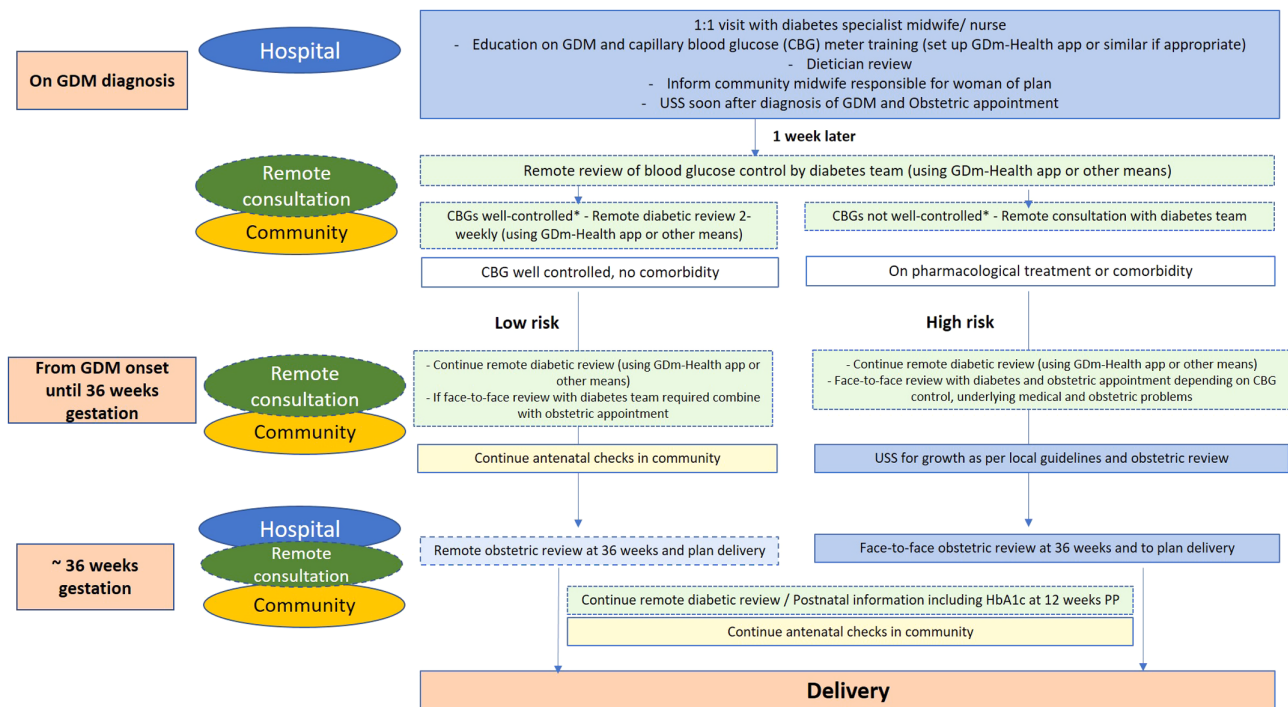 Hospital
1:1 visit with diabetes specialist midwife/ nurse
- Education on GDM and capillary blood glucose (CBG) meter training (set up GDm-Health app or similar if appropriate)
- Dietician review
- Inform community midwife responsible for woman of plan
- USS soon after diagnosis of GDM and Obstetric appointment
On GDM diagnosis
1 week later
Remote
consultation
Community
Remote review of blood glucose control by diabetes team (using GDm-Health app or other means)
CBGs well-controlled* - Remote diabetic review 2-
weekly (using GDm-Health app or other means)
CBGs not well-controlled* - Remote consultation with diabetes team
CBG well controlled, no comorbidity
On pharmacological treatment or comorbidity
Low risk
High risk
From GDM onset
until 36 weeks
gestation
Remote
consultation
Community
- Continue remote diabetic review (using GDm-Health app or
other means)
- If face-to-face review with diabetes team required combine
with obstetric appointment
- Continue remote diabetic review (using GDm-Health app or other means)
- Face-to-face review with diabetes and obstetric appointment depending on CBG
control, underlying medical and obstetric problems
Continue antenatal checks in community
USS for growth as per local guidelines and obstetric review
~ 36 weeks
gestation
Hospital
Remote
consultation
Community
Remote obstetric review at 36 weeks and plan delivery
Face-to-face obstetric review at 36 weeks and to plan delivery
Continue remote diabetic review / Postnatal information including HbA1c at 12 weeks PP
Continue antenatal checks in community
Delivery